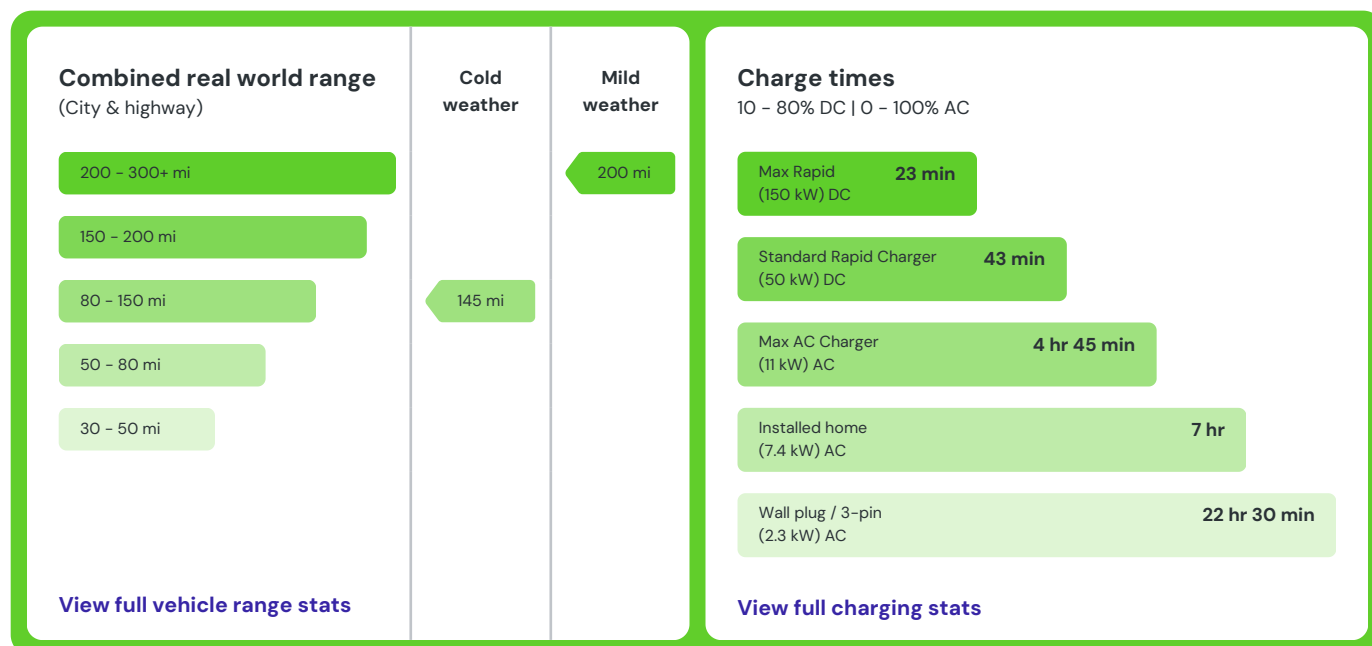 Combined real world range
(City & highway)
Cold
weather
Mild
weather
200 - 300+ mi
200 mi
150 - 200 mi
80 - 150 mi
145 mi
50 - 80 mi
30 - 50 mi
View full vehicle range stats
Charge times
10 - 80% DC | 0 - 100% AC
Max Rapid
(150 kW) DC
23 min
Standard Rapid Charger
(50 kW) DC
43 min
Max AC Charger
(11 kW) AC
4 hr 45 min
Installed home
(7.4 kW) AC
7 hr
Wall plug / 3-pin
(2.3 kW) AC
22 hr 30 min
View full charging stats